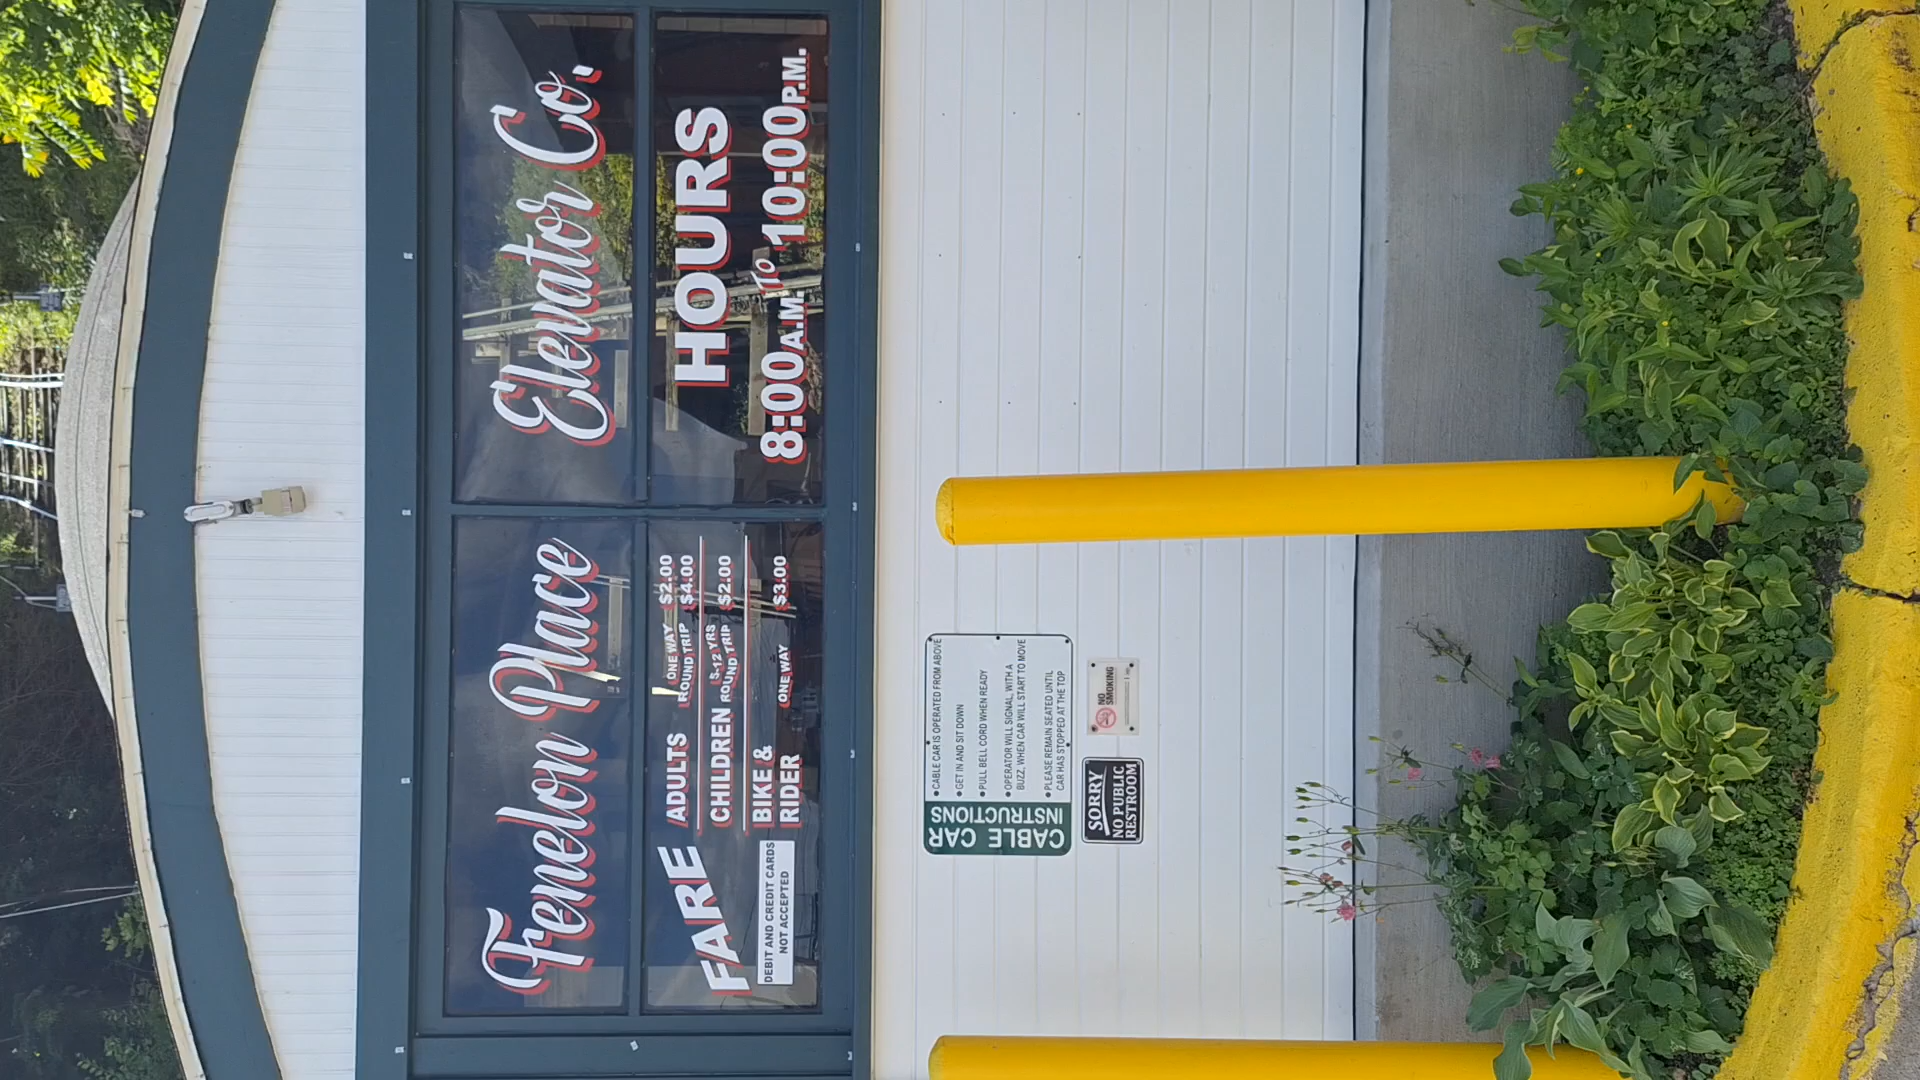 Fenelon Place Elevator Co.
FARE
DEBIT AND CREDIT CARDS
NOT ACCEPTED
ADULTS ONE WAY $2.00
ROUND TRIP $4.00
CHILDREN 5-12 YRS
ROUND TRIP $2.00
BIKE &
RIDER ONE WAY $3.00
HOURS
8:00 A.M. TO 10:00 P.M.
CABLE CAR
INSTRUCTIONS
• CABLE CAR IS OPERATED FROM ABOVE
• GET IN AND SIT DOWN
• PULL BELL CORD WHEN READY
• OPERATOR WILL SIGNAL, WITH A
BUZZ, WHEN CAR WILL START TO MOVE
• PLEASE REMAIN SEATED UNTIL
CAR HAS STOPPED AT THE TOP
SORRY
NO PUBLIC
RESTROOM
NO
SMOKING